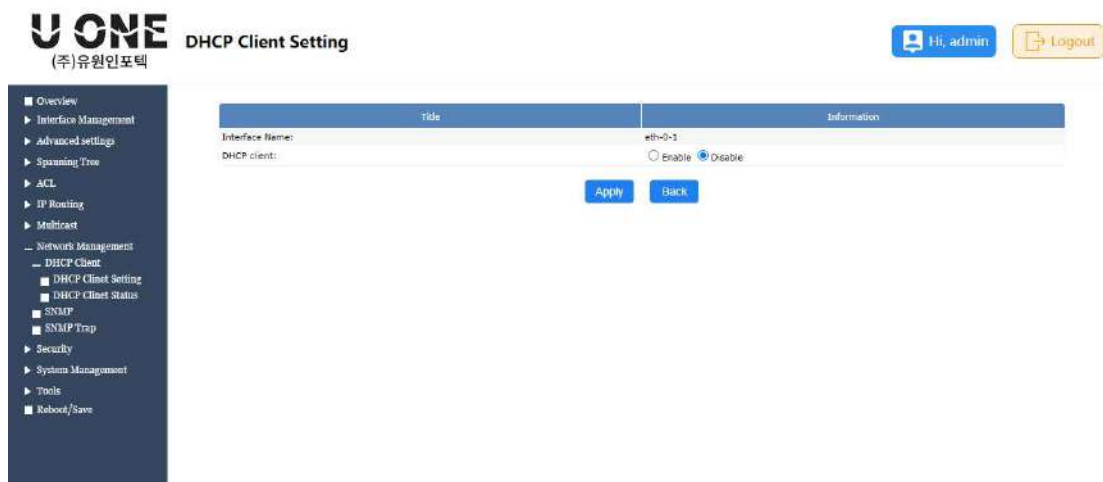 U ONE
(주)유원인포텍
DHCP Client Setting
Hi, admin
Logout
Overview
Interface Management
Advanced settings
Spanning Tree
ACL
IP Routing
Multicast
Network Management
DHCP Client
DHCP Clinet Setting
DHCP Clinet Status
SNMP
SNMP Trap
Security
System Management
Tools
Reboot/Save
Title Information
Interface Name: eth-0-1
DHCP client: Enable Disable
Apply Back